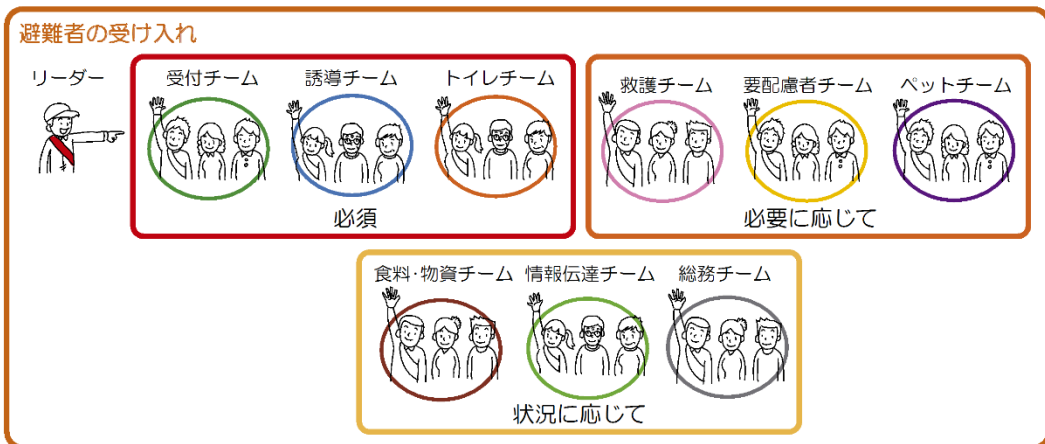 避難者の受け入れ
リーダー
受付チーム
誘導チーム
トイレチーム
必須
救護チーム
要配慮者チーム
ペットチーム
必要に応じて
食料・物資チーム
情報伝達チーム
総務チーム
状況に応じて